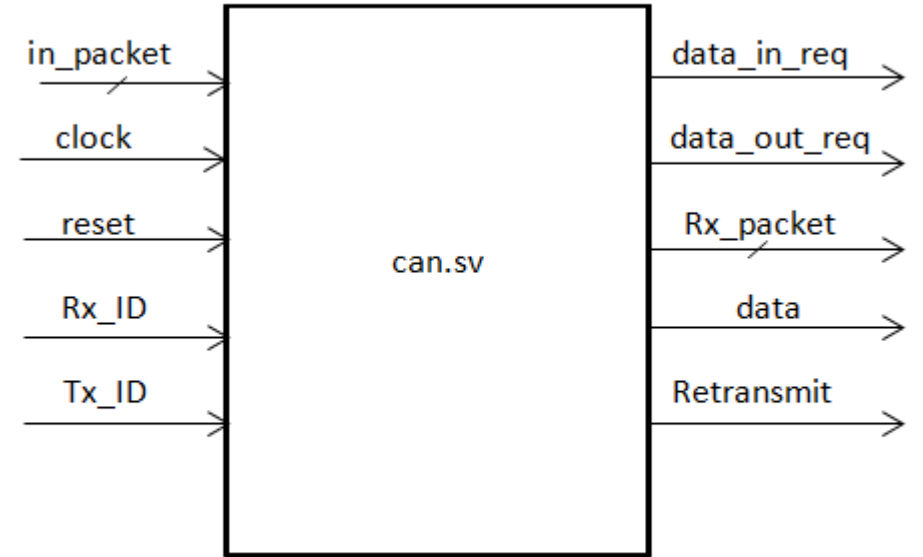 in_packet
clock
reset
Rx_ID
Tx_ID
can.sv
data_in_req
data_out_req
Rx_packet
data
Retransmit